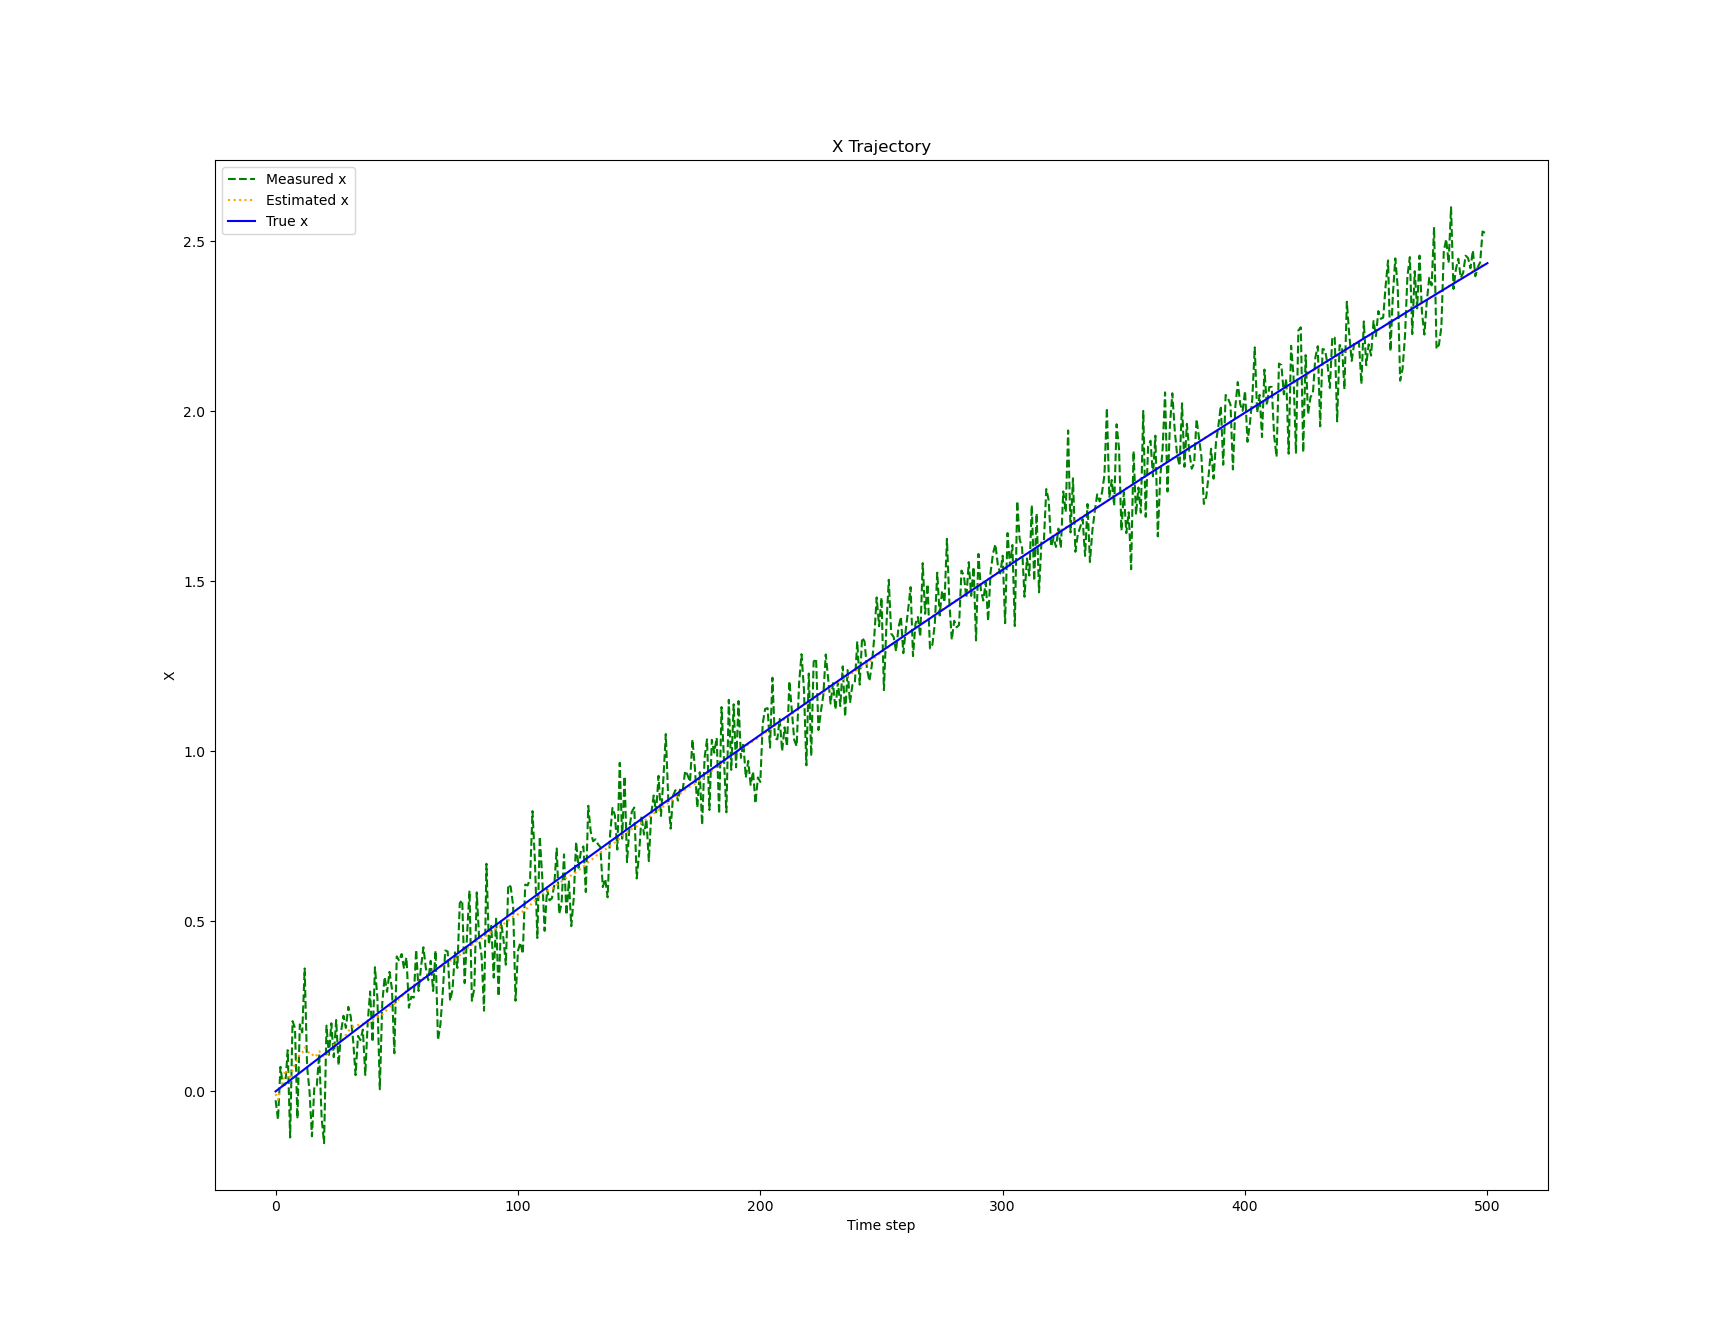 X Trajectory
Measured x
Estimated x
True x
2.5
2.0
1.5
1.0
0.5
0.0
X
0 100 200 300 400 500
Time step